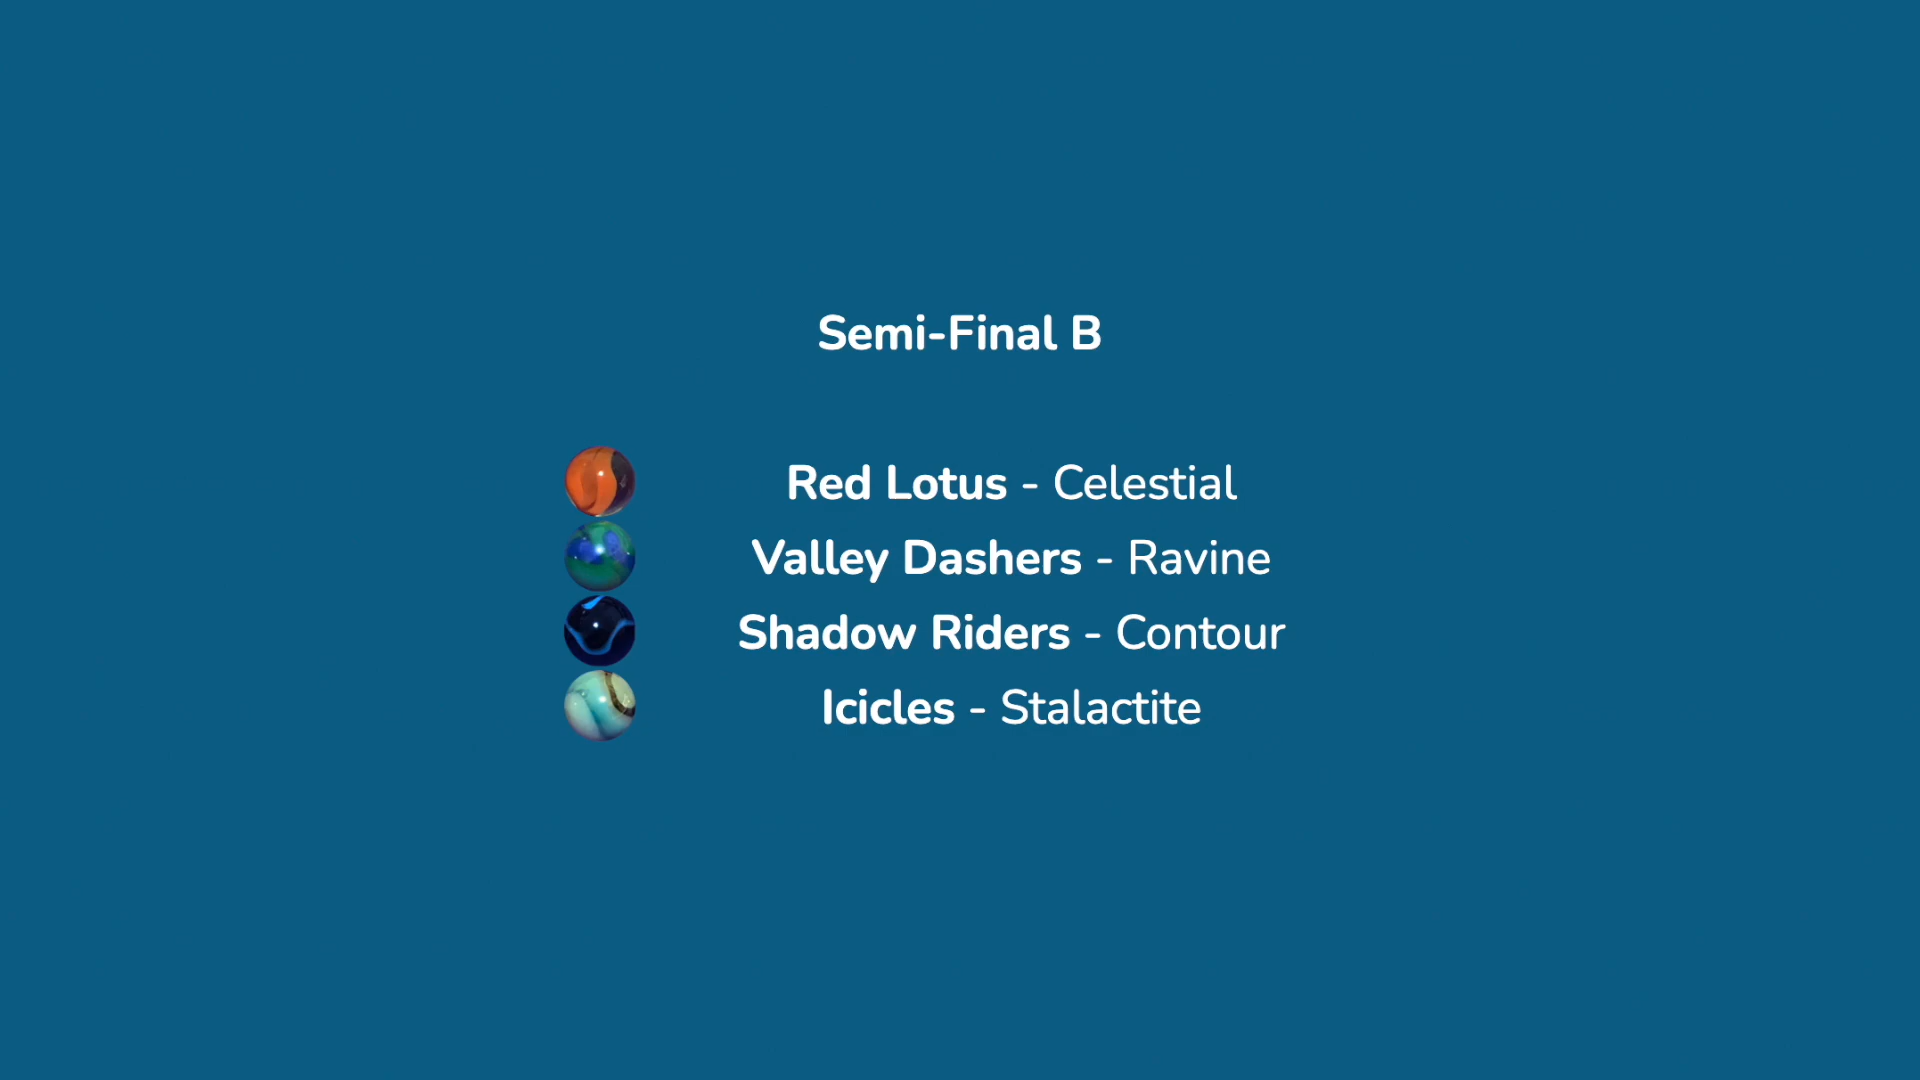 Semi-Final B
Red Lotus - Celestial
Valley Dashers - Ravine
Shadow Riders - Contour
Icicles - Stalactite